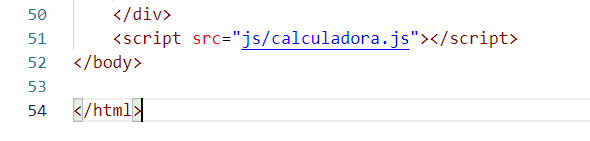 50 </div>
51 <script src="js/calculadora.js"></script>
52 </body>
53
54 </html>